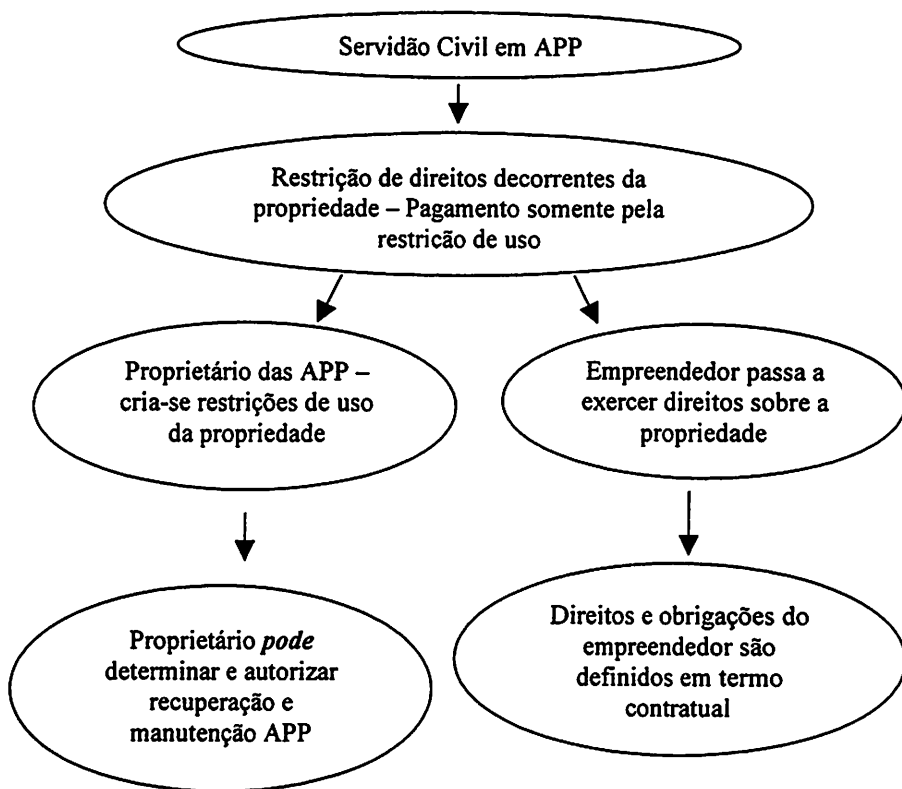 Servidão Civil em APP
Restrição de direitos decorrentes da
propriedade – Pagamento somente pela
restricão de uso
Proprietário das APP –
cria-se restrições de uso
da propriedade
Empreendedor passa a
exercer direitos sobre a
propriedade
Proprietário pode
determinar e autorizar
recuperação e
manutenção APP
Direitos e obrigações do
empreendedor são
definidos em termo
contratual